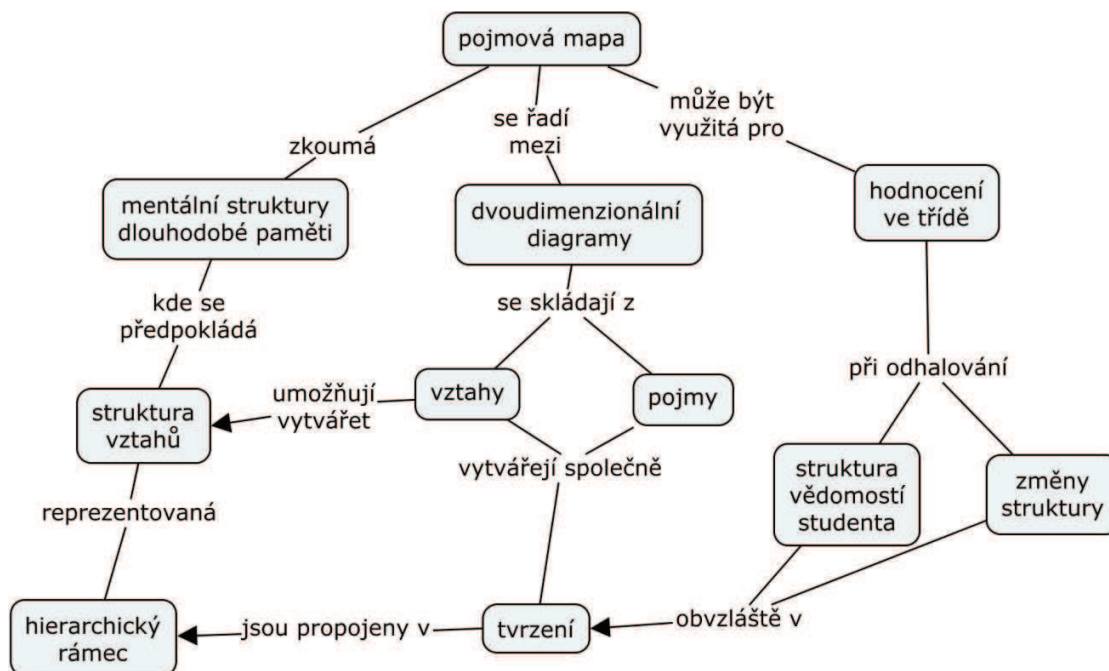 pojmová mapa
zkoumá
se řadí
mezi
může být
využitá pro
mentální struktury
dlouhodobé paměti
dvoudimenzionální
diagramy
hodnocení
ve třídě
kde se
předpokládá
se skládají z
při odhalování
struktura
vztahů
umožňují
vytvářet
vztahy
pojmy
vytvářejí společně
struktura
vědomostí
studenta
změny
struktury
reprezentovaná
hierarchický
rámec
jsou propojeny v
tvrzení
obvzláště v